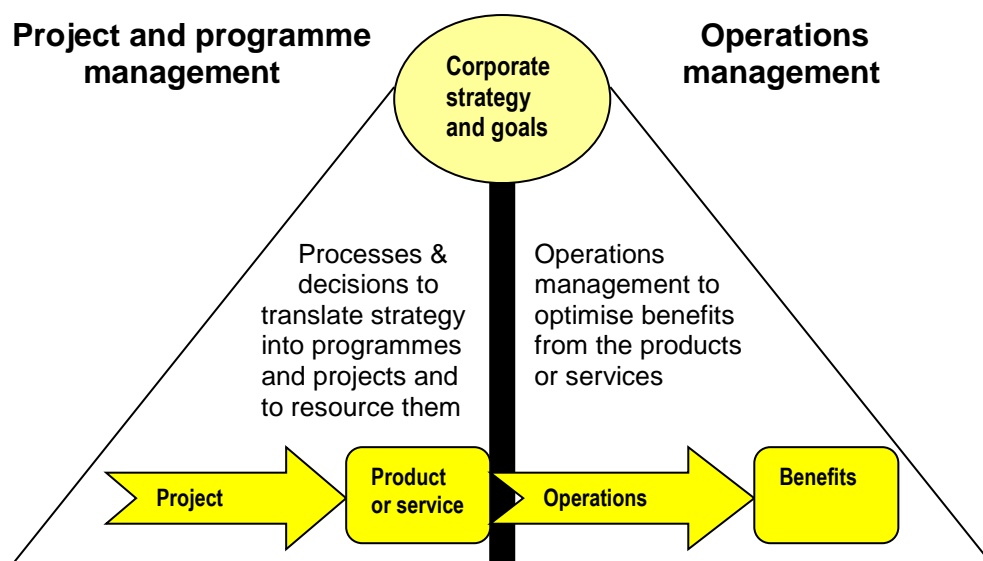 Project and programme
management
Operations
management
Corporate
strategy
and goals
Processes &
decisions to
translate strategy
into programmes
and projects and
to resource them
Operations
management to
optimise benefits
from the products
or services
Project
Product
or service
Operations
Benefits